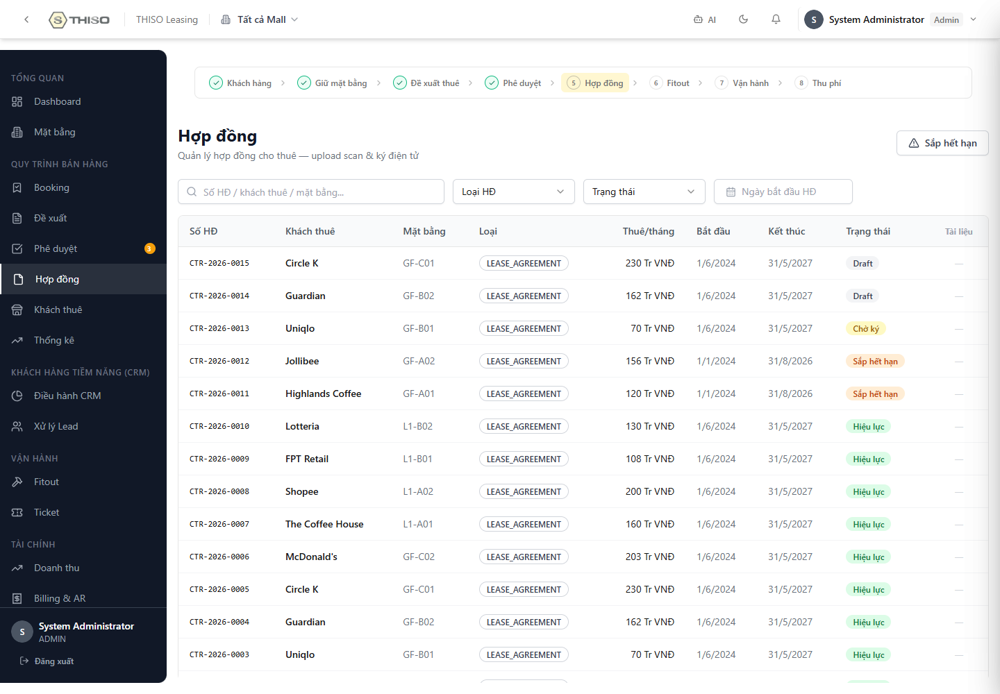 THISO
THISO Leasing
Tất cả Mall
AI
S
System Administrator
Admin
TỔNG QUAN
Dashboard
Mặt bằng
QUY TRÌNH BÁN HÀNG
Booking
Đề xuất
Phê duyệt
3
Hợp đồng
Khách thuê
Thống kê
KHÁCH HÀNG TIỀM NĂNG (CRM)
Điều hành CRM
Xử lý Lead
VẬN HÀNH
Fitout
Ticket
TÀI CHÍNH
Doanh thu
Billing & AR
S
System Administrator
ADMIN
Đăng xuất
Khách hàng
Giữ mặt bằng
Đề xuất thuê
Phê duyệt
5 Hợp đồng
6 Fitout
7 Vận hành
8 Thu phí
Hợp đồng
Quản lý hợp đồng cho thuê — upload scan & ký điện tử
Sắp hết hạn
Số HĐ / khách thuê / mặt bằng...
Loại HĐ
Trạng thái
Ngày bắt đầu HĐ
Số HĐ Khách thuê Mặt bằng Loại Thuê/tháng Bắt đầu Kết thúc Trạng thái Tài liệu
CTR-2026-0015 Circle K GF-C01 LEASE_AGREEMENT 230 Tr VNĐ 1/6/2024 31/5/2027 Draft —
CTR-2026-0014 Guardian GF-B02 LEASE_AGREEMENT 162 Tr VNĐ 1/6/2024 31/5/2027 Draft —
CTR-2026-0013 Uniqlo GF-B01 LEASE_AGREEMENT 70 Tr VNĐ 1/6/2024 31/5/2027 Chờ ký —
CTR-2026-0012 Jollibee GF-A02 LEASE_AGREEMENT 156 Tr VNĐ 1/1/2024 31/8/2026 Sắp hết hạn —
CTR-2026-0011 Highlands Coffee GF-A01 LEASE_AGREEMENT 120 Tr VNĐ 1/1/2024 31/8/2026 Sắp hết hạn —
CTR-2026-0010 Lotteria L1-B02 LEASE_AGREEMENT 130 Tr VNĐ 1/6/2024 31/5/2027 Hiệu lực —
CTR-2026-0009 FPT Retail L1-B01 LEASE_AGREEMENT 108 Tr VNĐ 1/6/2024 31/5/2027 Hiệu lực —
CTR-2026-0008 Shopee L1-A02 LEASE_AGREEMENT 200 Tr VNĐ 1/6/2024 31/5/2027 Hiệu lực —
CTR-2026-0007 The Coffee House L1-A01 LEASE_AGREEMENT 160 Tr VNĐ 1/6/2024 31/5/2027 Hiệu lực —
CTR-2026-0006 McDonald's GF-C02 LEASE_AGREEMENT 203 Tr VNĐ 1/6/2024 31/5/2027 Hiệu lực —
CTR-2026-0005 Circle K GF-C01 LEASE_AGREEMENT 230 Tr VNĐ 1/6/2024 31/5/2027 Hiệu lực —
CTR-2026-0004 Guardian GF-B02 LEASE_AGREEMENT 162 Tr VNĐ 1/6/2024 31/5/2027 Hiệu lực —
CTR-2026-0003 Uniqlo GF-B01 LEASE_AGREEMENT 70 Tr VNĐ 1/6/2024 31/5/2027 Hiệu lực —